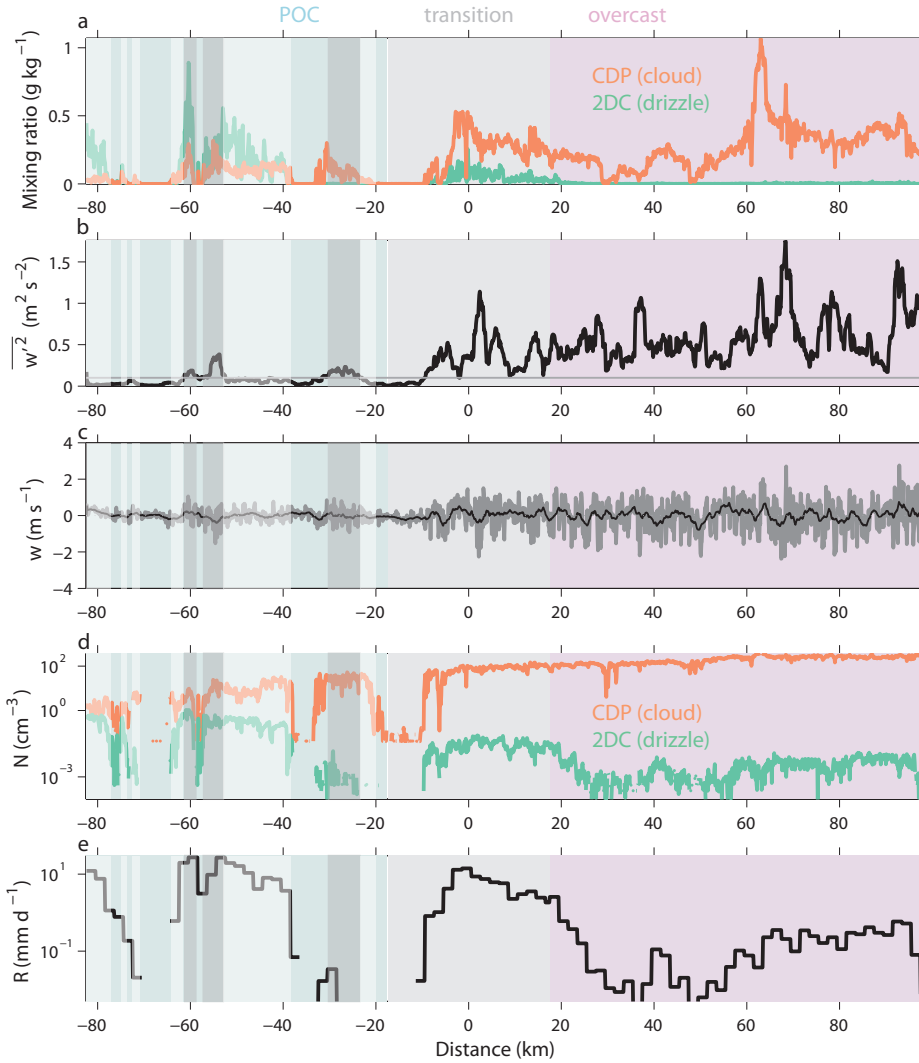 POC transition overcast
a
Mixing ratio (g kg⁻¹)
1
0.5
0
CDP (cloud)
2DC (drizzle)
−80 −60 −40 −20 0 20 40 60 80
b
w′² (m² s⁻²)
1.5
1
0.5
0
−80 −60 −40 −20 0 20 40 60 80
c
w (m s⁻¹)
4
2
0
−2
−4
−80 −60 −40 −20 0 20 40 60 80
d
N (cm⁻³)
10²
10⁰
10⁻³
CDP (cloud)
2DC (drizzle)
−80 −60 −40 −20 0 20 40 60 80
e
R (mm d⁻¹)
10¹
10⁻¹
−80 −60 −40 −20 0 20 40 60 80
Distance (km)